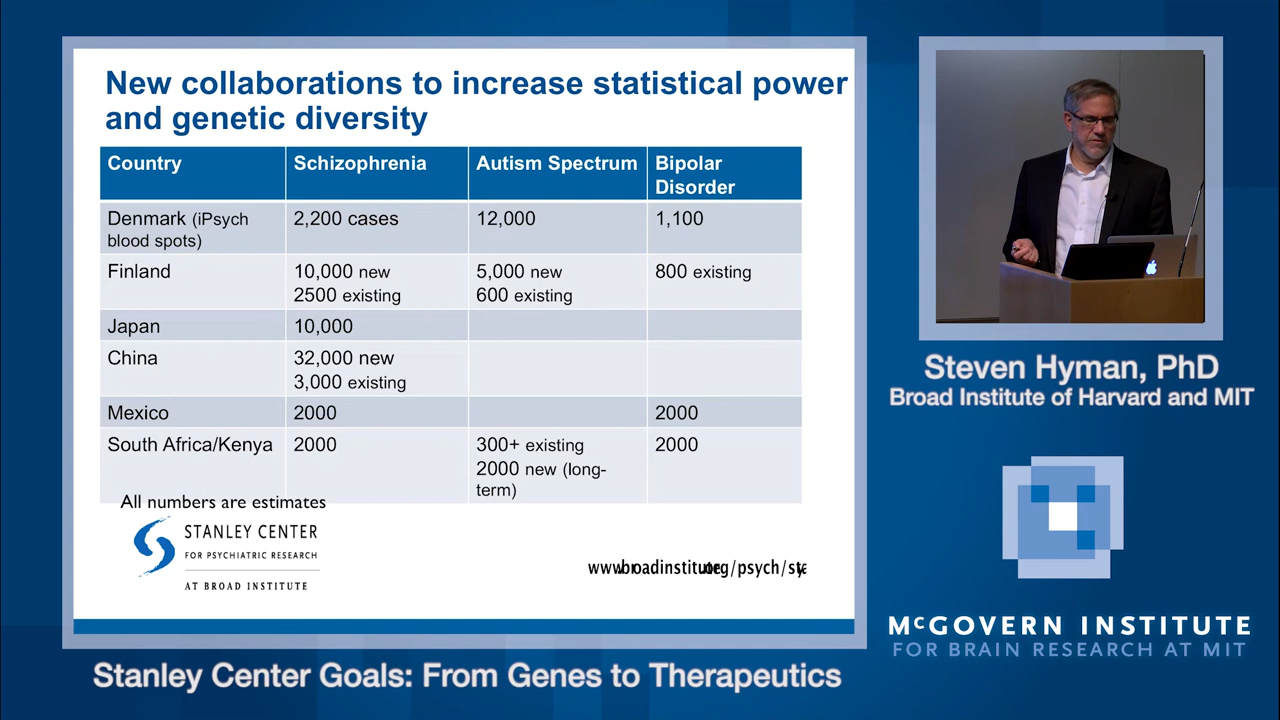 New collaborations to increase statistical power
and genetic diversity
Country Schizophrenia Autism Spectrum Bipolar
Disorder
Denmark (iPsych
blood spots) 2,200 cases 12,000 1,100
Finland 10,000 new
2500 existing 5,000 new
600 existing 800 existing
Japan 10,000
China 32,000 new
3,000 existing
Mexico 2000 2000
South Africa/Kenya 2000 300+ existing
2000 new (long-
term) 2000
All numbers are estimates
STANLEY CENTER
FOR PSYCHIATRIC RESEARCH
AT BROAD INSTITUTE
Steven Hyman, PhD
Broad Institute of Harvard and MIT
McGOVERN INSTITUTE
FOR BRAIN RESEARCH AT MIT
Stanley Center Goals: From Genes to Therapeutics